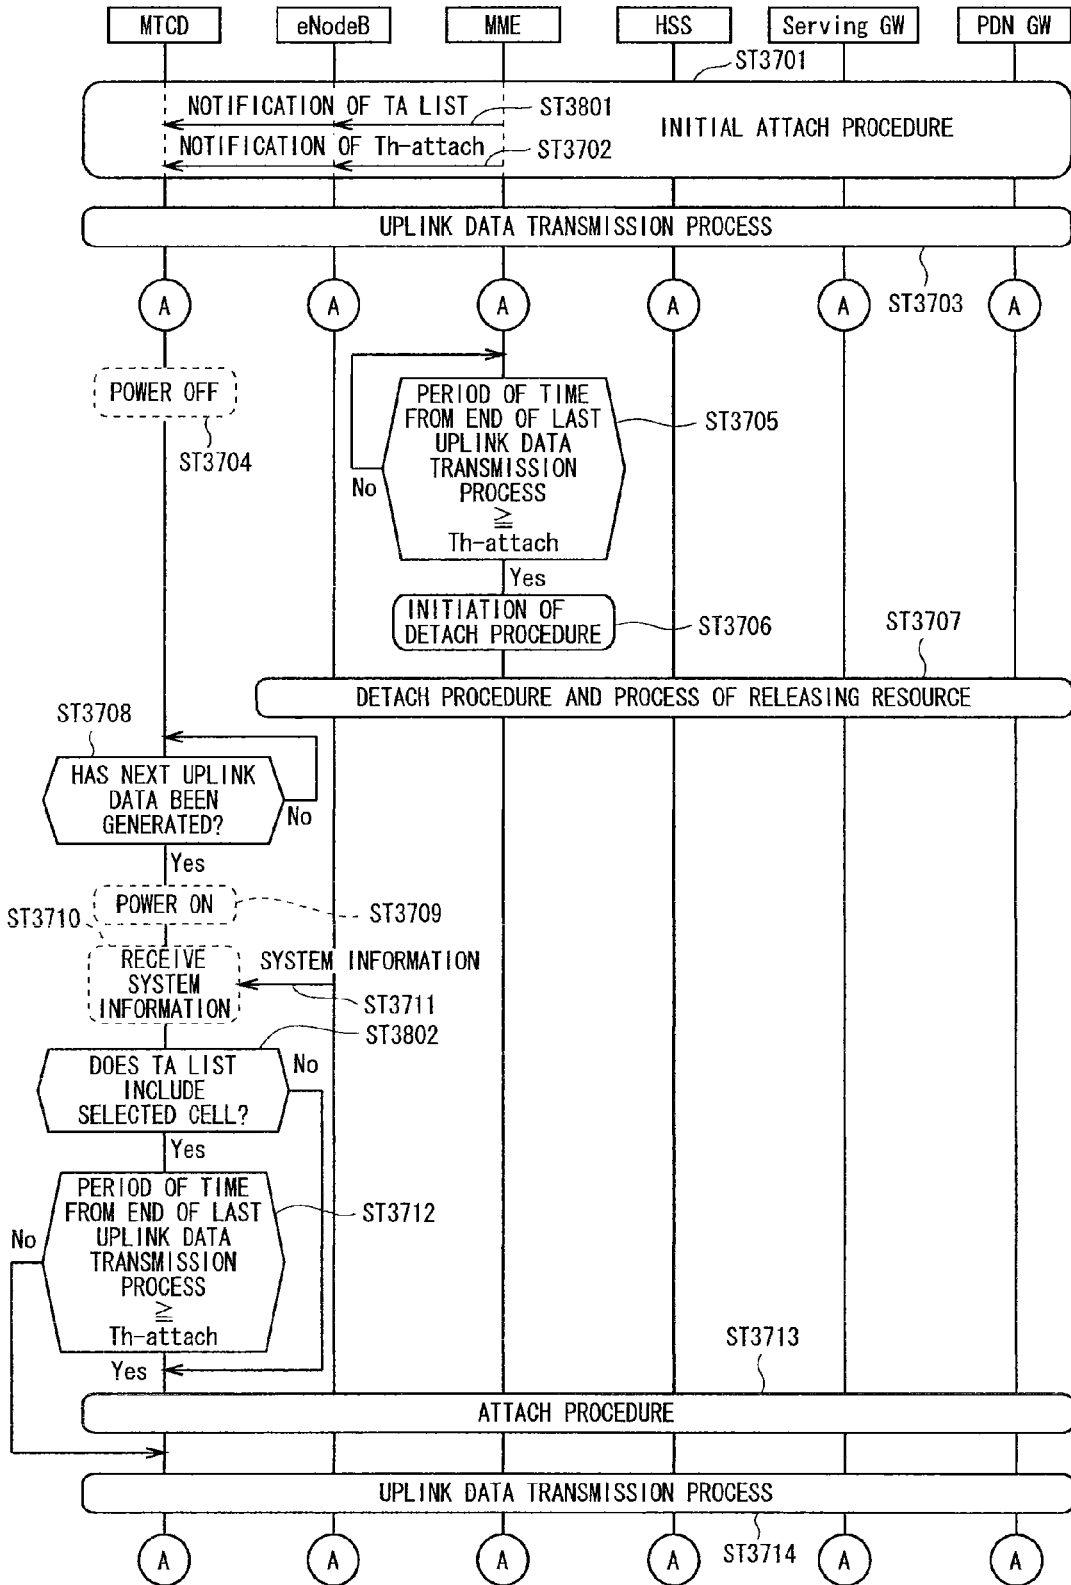 MTCD
eNodeB
MME
HSS
Serving GW
PDN GW
ST3701
NOTIFICATION OF TA LIST
ST3801
INITIAL ATTACH PROCEDURE
NOTIFICATION OF Th-attach
ST3702
UPLINK DATA TRANSMISSION PROCESS
ST3703
A
A
A
A
A
A
POWER OFF
ST3704
PERIOD OF TIME
FROM END OF LAST
UPLINK DATA
TRANSMISSION
PROCESS
≧
Th-attach
ST3705
No
Yes
INITIATION OF
DETACH PROCEDURE
ST3706
ST3707
DETACH PROCEDURE AND PROCESS OF RELEASING RESOURCE
ST3708
HAS NEXT UPLINK
DATA BEEN
GENERATED?
No
Yes
POWER ON
ST3709
ST3710
RECEIVE
SYSTEM
INFORMATION
SYSTEM INFORMATION
ST3711
ST3802
DOES TA LIST
INCLUDE
SELECTED CELL?
No
Yes
PERIOD OF TIME
FROM END OF LAST
UPLINK DATA
TRANSMISSION
PROCESS
≧
Th-attach
ST3712
No
Yes
ST3713
ATTACH PROCEDURE
UPLINK DATA TRANSMISSION PROCESS
ST3714
A
A
A
A
A
A